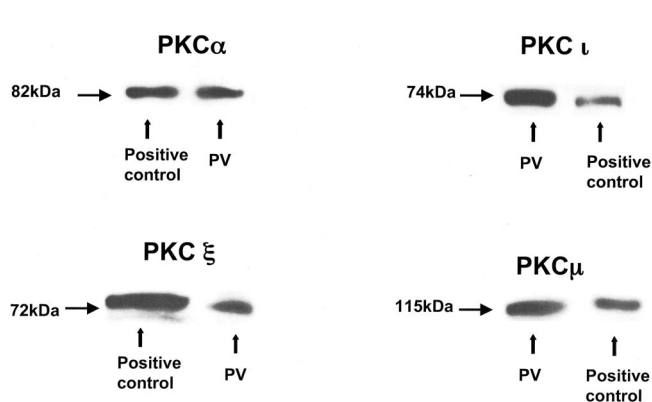 PKCα
82kDa
Positive
control
PV
PKC ι
74kDa
PV
Positive
control
PKC ξ
72kDa
Positive
control
PV
PKCμ
115kDa
PV
Positive
control